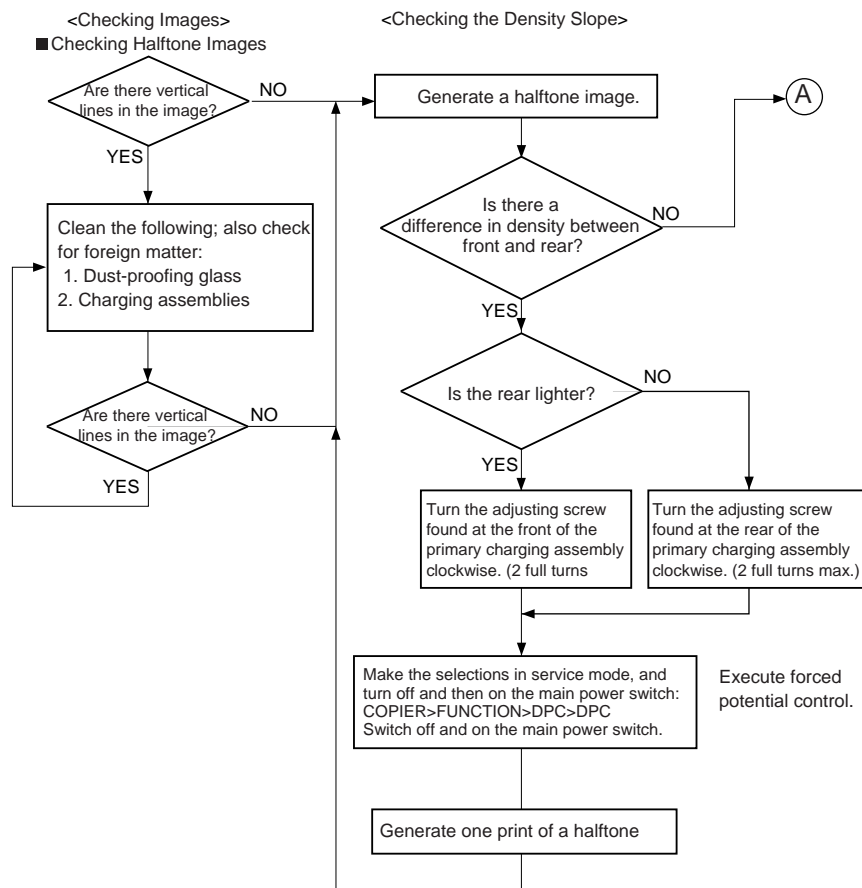 <Checking Images>
■ Checking Halftone Images
Are there vertical
lines in the image?
NO
YES
Clean the following; also check
for foreign matter:
1. Dust-proofing glass
2. Charging assemblies
Are there vertical
lines in the image?
NO
YES
<Checking the Density Slope>
Generate a halftone image.
A
Is there a
difference in density between
front and rear?
NO
YES
Is the rear lighter?
NO
YES
Turn the adjusting screw
found at the front of the
primary charging assembly
clockwise. (2 full turns
Turn the adjusting screw
found at the rear of the
primary charging assembly
clockwise. (2 full turns max.)
Make the selections in service mode, and
turn off and then on the main power switch:
COPIER>FUNCTION>DPC>DPC
Switch off and on the main power switch.
Execute forced
potential control.
Generate one print of a halftone